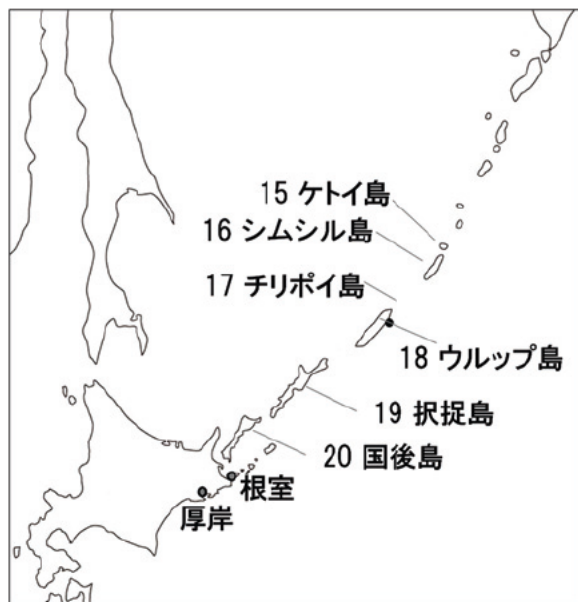 15 ケトイ島
16 シムシル島
17 チリポイ島
18 ウルップ島
19 択捉島
20 国後島
根室
厚岸